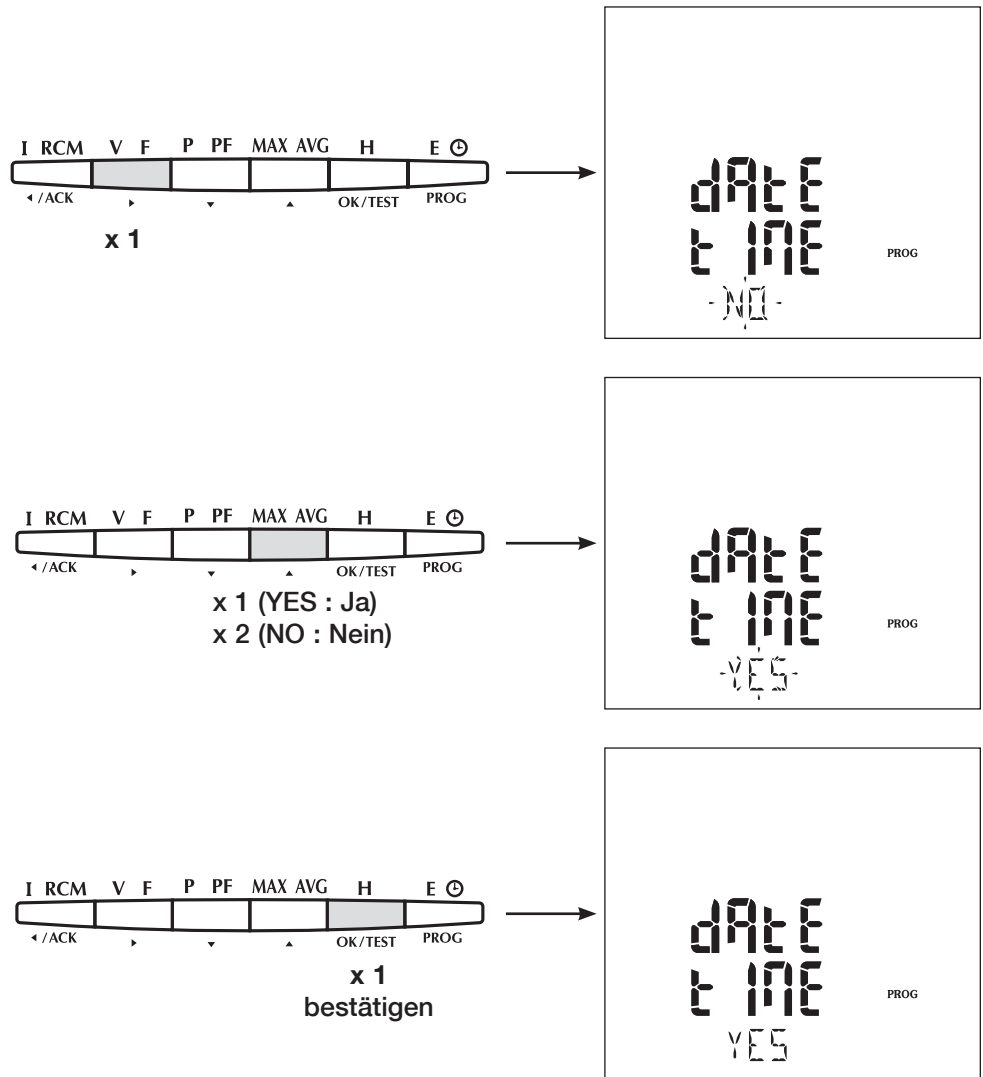 I RCM V F P PF MAX AVG H E
/ACK OK/TEST PROG
x 1
dAtE
tIME PROG
NO
I RCM V F P PF MAX AVG H E
/ACK OK/TEST PROG
x 1 (YES : Ja)
x 2 (NO : Nein)
dAtE
tIME PROG
YES
I RCM V F P PF MAX AVG H E
/ACK OK/TEST PROG
x 1
bestätigen
dAtE
tIME PROG
YES